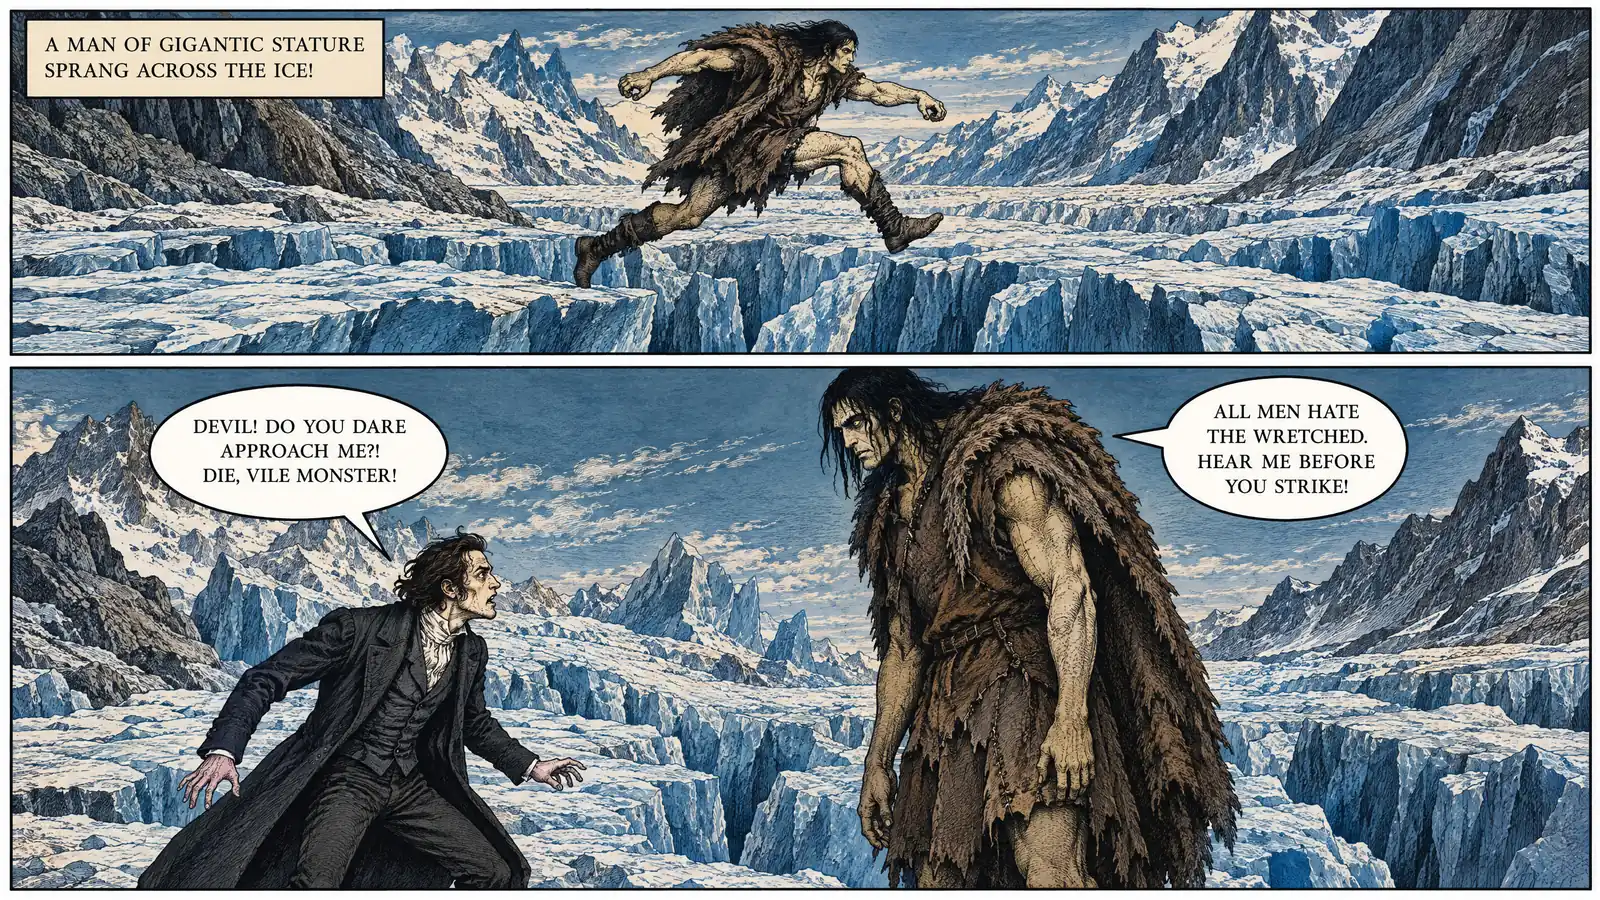 A MAN OF GIGANTIC STATURE
SPRANG ACROSS THE ICE!
DEVIL! DO YOU DARE
APPROACH ME?!
DIE, VILE MONSTER!
ALL MEN HATE
THE WRETCHED.
HEAR ME BEFORE
YOU STRIKE!